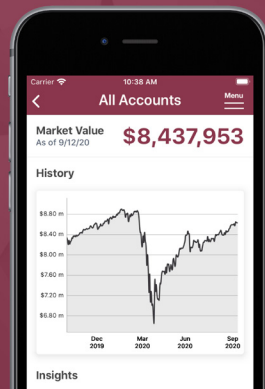 Carrier 10:38 AM
All Accounts Menu
Market Value
As of 9/12/20
$8,437,953
History
$8.80 m
$8.40 m
$8.00 m
$7.60 m
$7.20 m
$6.80 m
Dec Mar Jun Sep
2019 2020 2020 2020
Insights